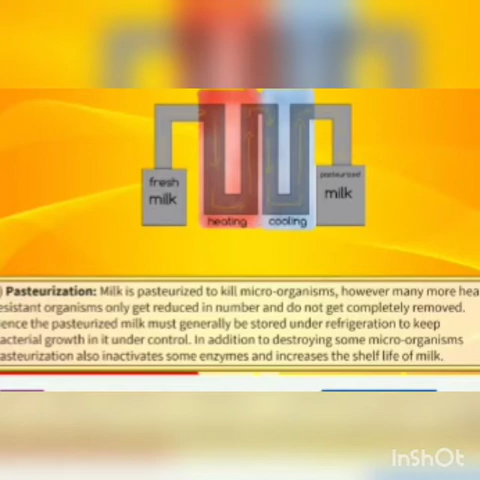 fresh
milk
heating
cooling
pasteurized
milk
) Pasteurization: Milk is pasteurized to kill micro-organisms, however many more hea
esistant organisms only get reduced in number and do not get completely removed.
ence the pasteurized milk must generally be stored under refrigeration to keep
acterial growth in it under control. In addition to destroying some micro-organisms
asteurization also inactivates some enzymes and increases the shelf life of milk.
InShOt